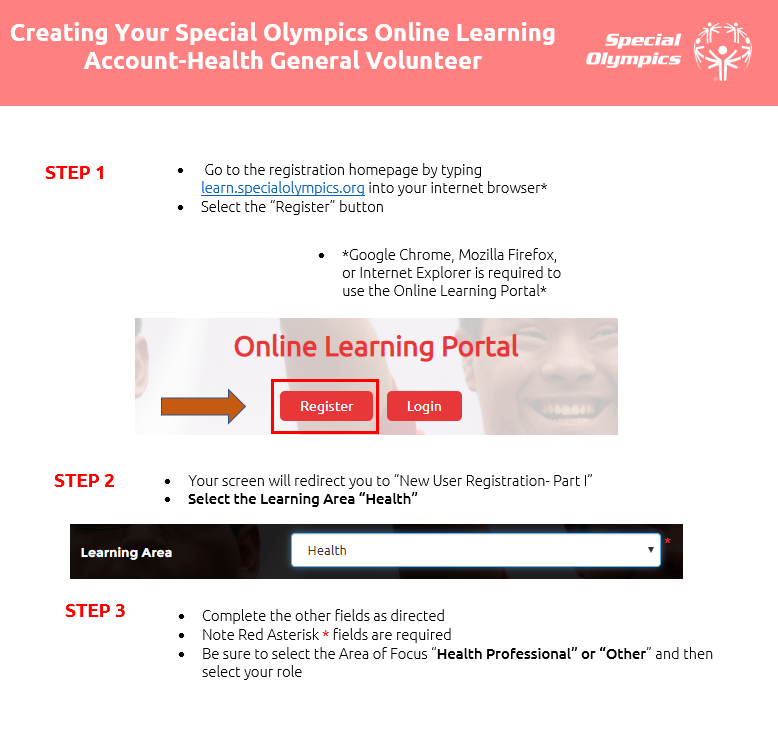 Creating Your Special Olympics Online Learning
Account-Health General Volunteer
Special
Olympics
STEP 1
• Go to the registration homepage by typing
learn.specialolympics.org into your internet browser*
• Select the “Register” button
• *Google Chrome, Mozilla Firefox,
or Internet Explorer is required to
use the Online Learning Portal*
Online Learning Portal
Register
Login
STEP 2
• Your screen will redirect you to “New User Registration- Part I”
• Select the Learning Area “Health”
Learning Area
Health
*
STEP 3
• Complete the other fields as directed
• Note Red Asterisk * fields are required
• Be sure to select the Area of Focus “Health Professional” or “Other” and then
select your role